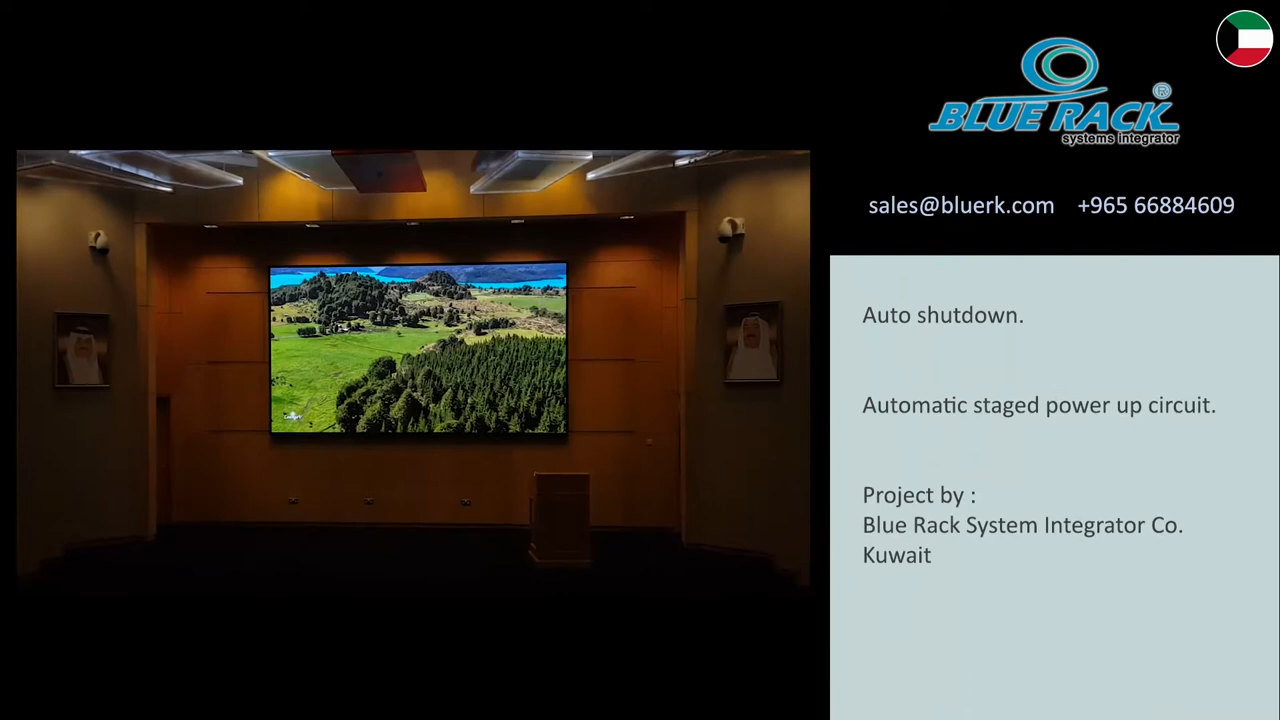 BLUE RACK ®
systems integrator
sales@bluerk.com +965 66884609
Auto shutdown.
Automatic staged power up circuit.
Project by :
Blue Rack System Integrator Co.
Kuwait